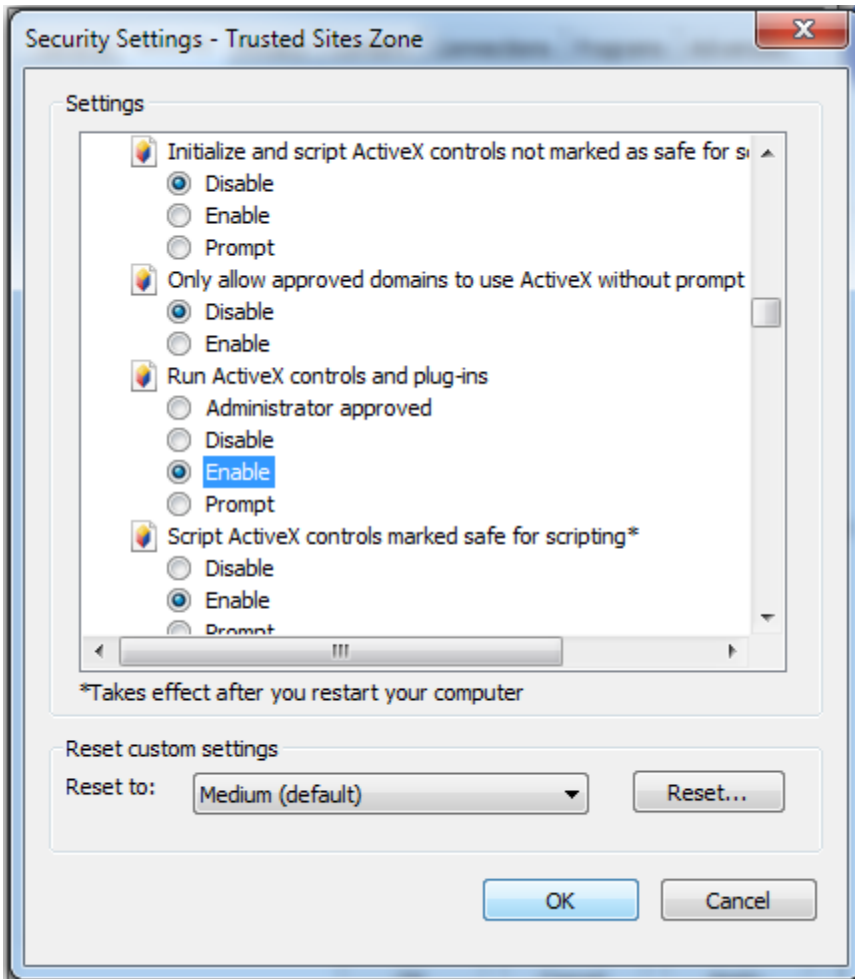 Security Settings - Trusted Sites Zone
Settings
Initialize and script ActiveX controls not marked as safe for
Disable
Enable
Prompt
Only allow approved domains to use ActiveX without prompt
Disable
Enable
Run ActiveX controls and plug-ins
Administrator approved
Disable
Enable
Prompt
Script ActiveX controls marked safe for scripting*
Disable
Enable
Prompt
*Takes effect after you restart your computer
Reset custom settings
Reset to:
Medium (default)
Reset...
OK
Cancel